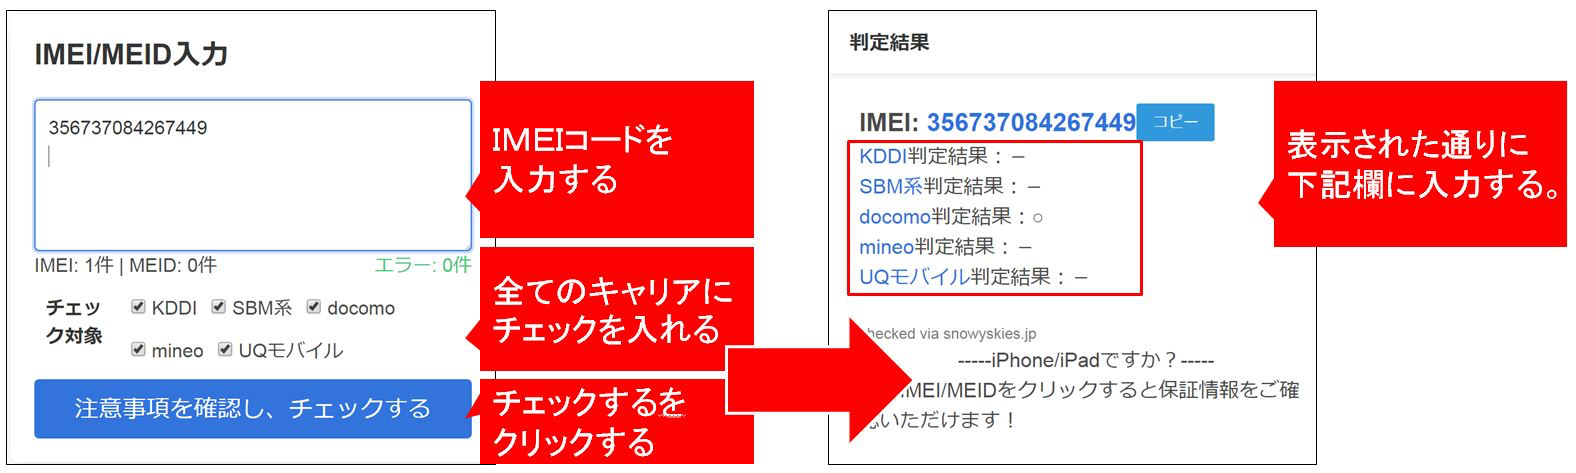 IMEI/MEID入力
356737084267449
IMEI: 1件 | MEID: 0件
エラー: 0件
チェッ
ク対象
KDDI SBM系 docomo
mineo UQモバイル
注意事項を確認し、チェックする
IMEIコードを
入力する
全てのキャリアに
チェックを入れる
チェックするを
クリックする
判定結果
IMEI: 356737084267449 コピー
KDDI判定結果：－
SBM系判定結果：－
docomo判定結果：○
mineo判定結果：－
UQモバイル判定結果：－
hecked via snowyskies.jp
-----iPhone/iPadですか？-----
IMEI/MEIDをクリックすると保証情報をご確
いただけます！
表示された通りに
下記欄に入力する。